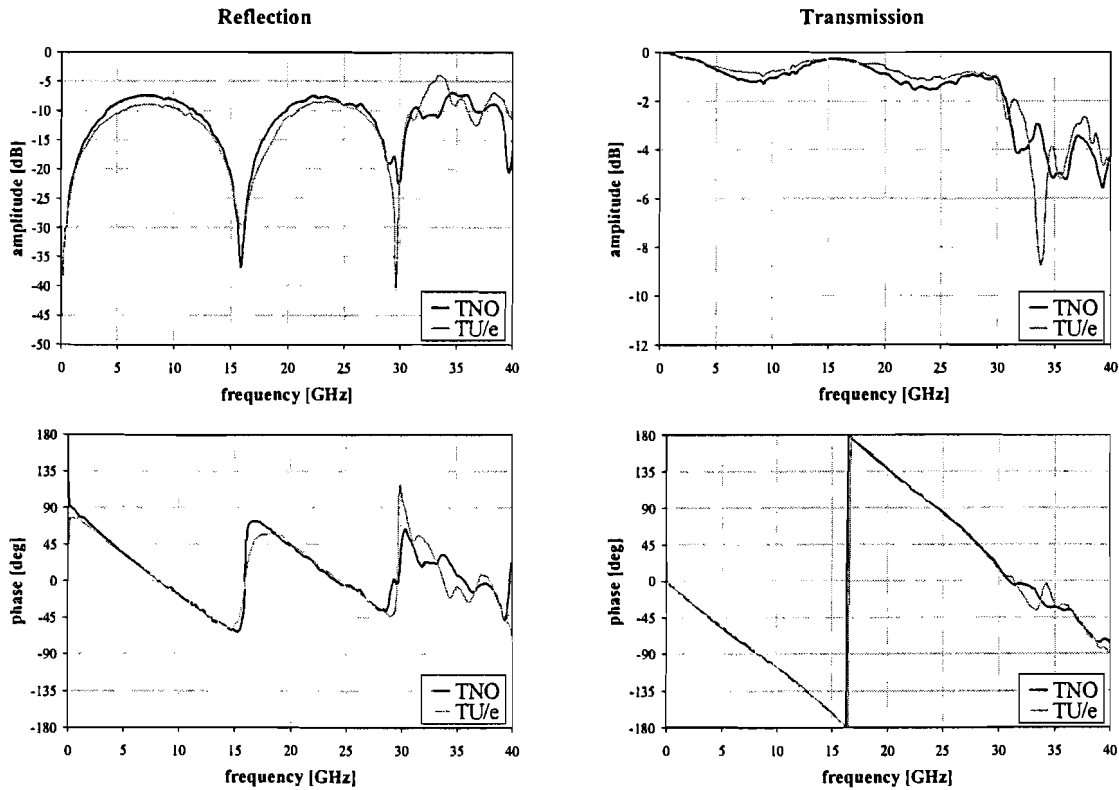 Reflection
Transmission
amplitude [dB]
0
-5
-10
-15
-20
-25
-30
-35
-40
-45
-50
TNO
TU/e
0 5 10 15 20 25 30 35 40
frequency [GHz]
amplitude [dB]
0
-2
-4
-6
-8
-10
-12
TNO
TU/e
0 5 10 15 20 25 30 35 40
frequency [GHz]
phase [deg]
180
135
90
45
0
-45
-90
-135
-180
TNO
TU/e
0 5 10 15 20 25 30 35 40
frequency [GHz]
phase [deg]
180
135
90
45
0
-45
-90
-135
-180
TNO
TU/e
0 5 10 15 20 25 30 35 40
frequency [GHz]